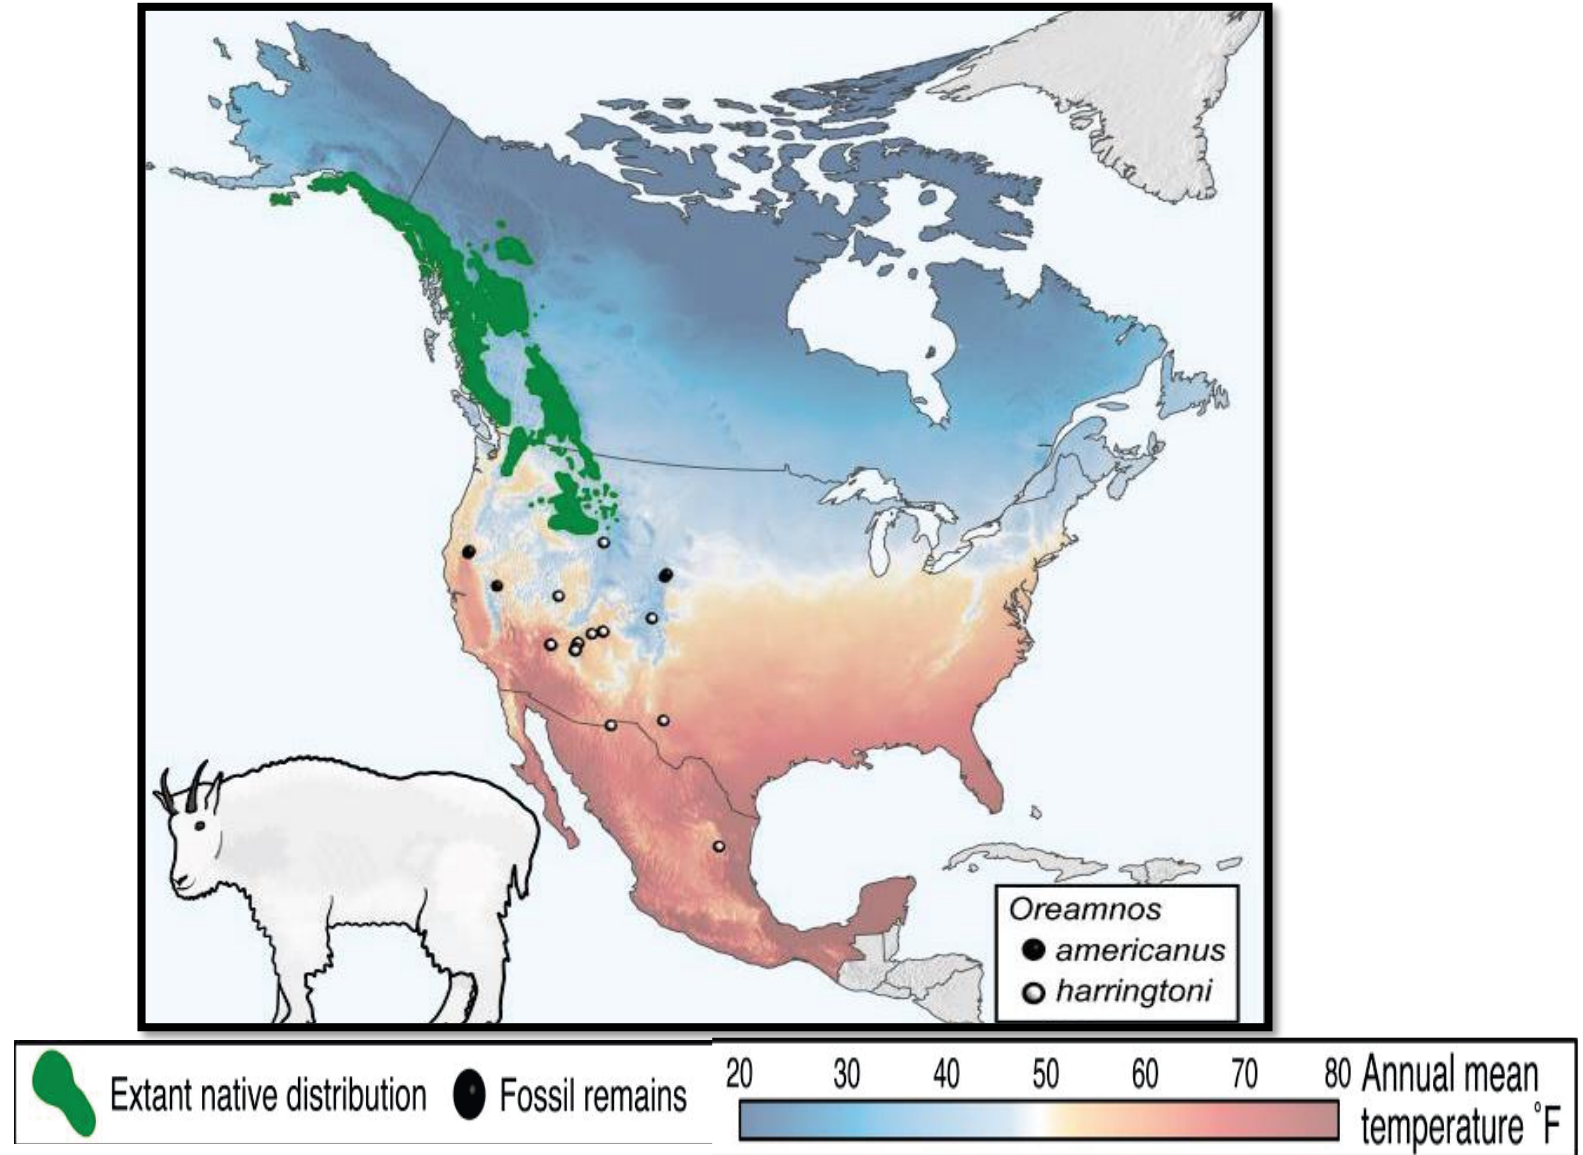 Oreamnos
americanus
harringtoni
Extant native distribution
Fossil remains
20 30 40 50 60 70 80
Annual mean
temperature ˚F